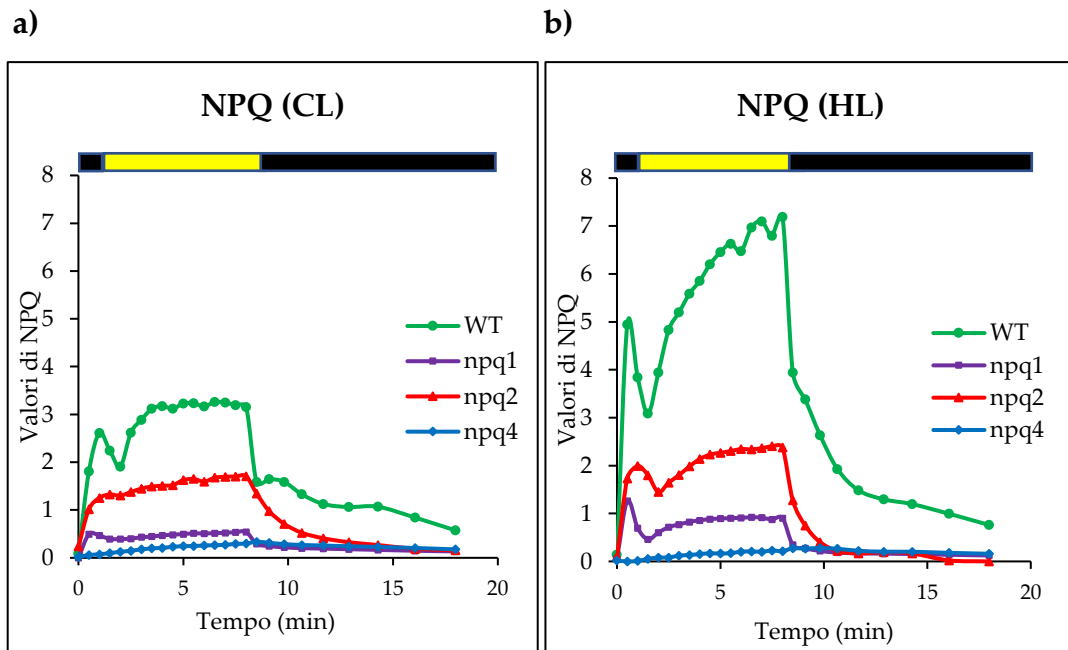 a)
NPQ (CL)
8
7
6
5
4
3
2
1
0
Valori di NPQ
WT
npq1
npq2
npq4
0 5 10 15 20
Tempo (min)
b)
NPQ (HL)
8
7
6
5
4
3
2
1
0
Valori di NPQ
WT
npq1
npq2
npq4
0 5 10 15 20
Tempo (min)